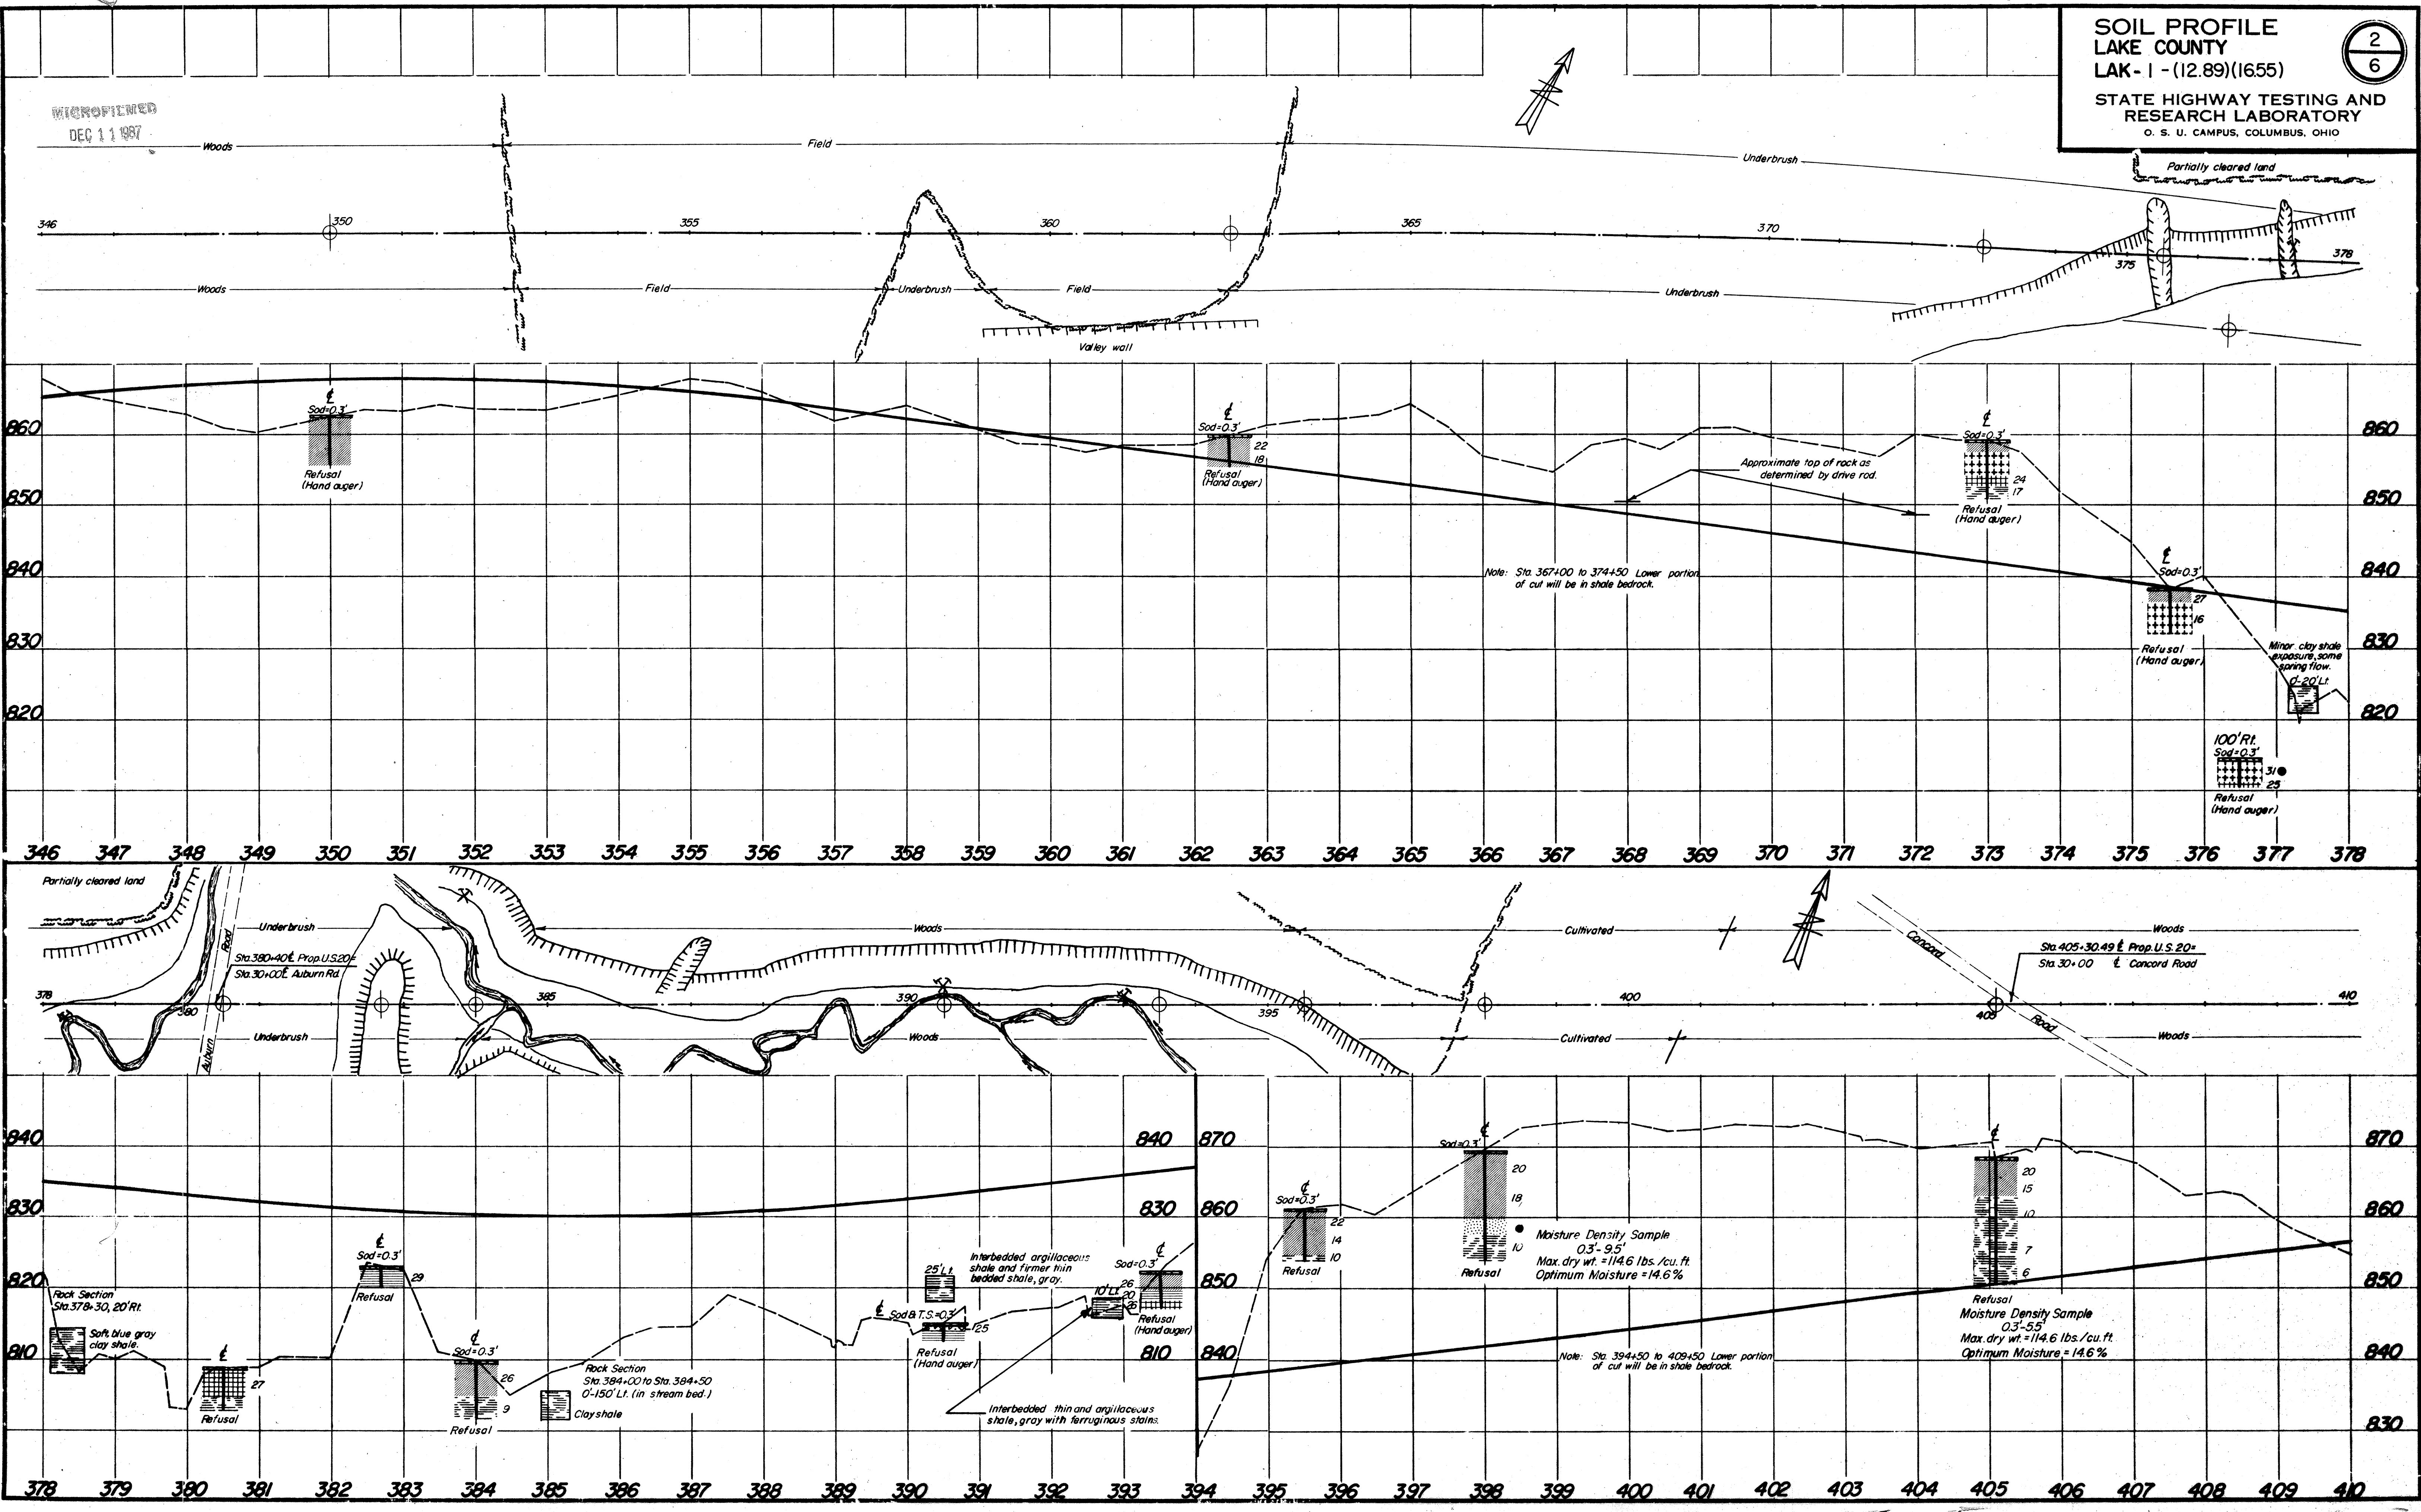 SOIL PROFILE
LAKE COUNTY
LAK-1-(12.89)(16.55)
2
6
STATE HIGHWAY TESTING AND
RESEARCH LABORATORY
O. S. U. CAMPUS, COLUMBUS, OHIO
MICROFILMED
DEC 11 1987
Woods
Field
Underbrush
Partially cleared land
346
350
355
360
365
370
375
378
Woods
Field
Underbrush
Field
Underbrush
Valley wall
860
850
840
830
820
℄
Sod=0.3'
Refusal
(Hand auger)
℄
Sod=0.3'
22
18
Refusal
(Hand auger)
Approximate top of rock as
determined by drive rod.
Note: Sta. 367+00 to 374+50 Lower portion
of cut will be in shale bedrock.
℄
Sod=0.3'
24
17
Refusal
(Hand auger)
℄
Sod=0.3'
27
16
Refusal
(Hand auger)
Minor clay shale
exposure, some
spring flow.
0'-20' Lt.
100' Rt.
Sod=0.3'
31
25
Refusal
(Hand auger)
860
850
840
830
820
346 347 348 349 350 351 352 353 354 355 356 357 358 359 360 361 362 363 364 365 366 367 368 369 370 371 372 373 374 375 376 377 378
Partially cleared land
Underbrush
Road
Sta.380+40℄ Prop.U.S.20=
Sta.30+00℄ Auburn Rd.
Woods
Cultivated
Concord
Woods
Sta.405+30.49 ℄ Prop.U.S.20=
Sta.30+00 ℄ Concord Road
378
380
385
390
395
400
405
410
Auburn
Underbrush
Woods
Cultivated
Road
Woods
840
830
820
810
Rock Section
Sta.378+30, 20' Rt.
Soft, blue gray
clay shale.
℄
27
Refusal
℄
Sod=0.3'
29
Refusal
℄
Sod=0.3'
26
9
Refusal
Rock Section
Sta.384+00 to Sta.384+50
0'-150' Lt. (in stream bed.)
Clay shale
℄
Sod & T.S.=0.3'
25
Refusal
(Hand auger)
25' Lt.
Interbedded argillaceous
shale and firmer thin
bedded shale, gray.
10' Lt.
Interbedded thin and argillaceous
shale, gray with ferruginous stains.
℄
Sod=0.3'
26
20
26
Refusal
(Hand auger)
840 870
830 860
850
810 840
℄
Sod=0.3'
22
14
10
Refusal
℄
Sod=0.3'
20
18
10
Refusal
Moisture Density Sample
0.3'-9.5'
Max. dry wt. =114.6 lbs./cu.ft.
Optimum Moisture =14.6%
Note: Sta. 394+50 to 409+50 Lower portion
of cut will be in shale bedrock.
℄
20
15
10
7
6
Refusal
Moisture Density Sample
0.3'-5.5'
Max. dry wt. =114.6 lbs./cu.ft.
Optimum Moisture = 14.6%
870
860
850
840
830
378 379 380 381 382 383 384 385 386 387 388 389 390 391 392 393 394 395 396 397 398 399 400 401 402 403 404 405 406 407 408 409 410